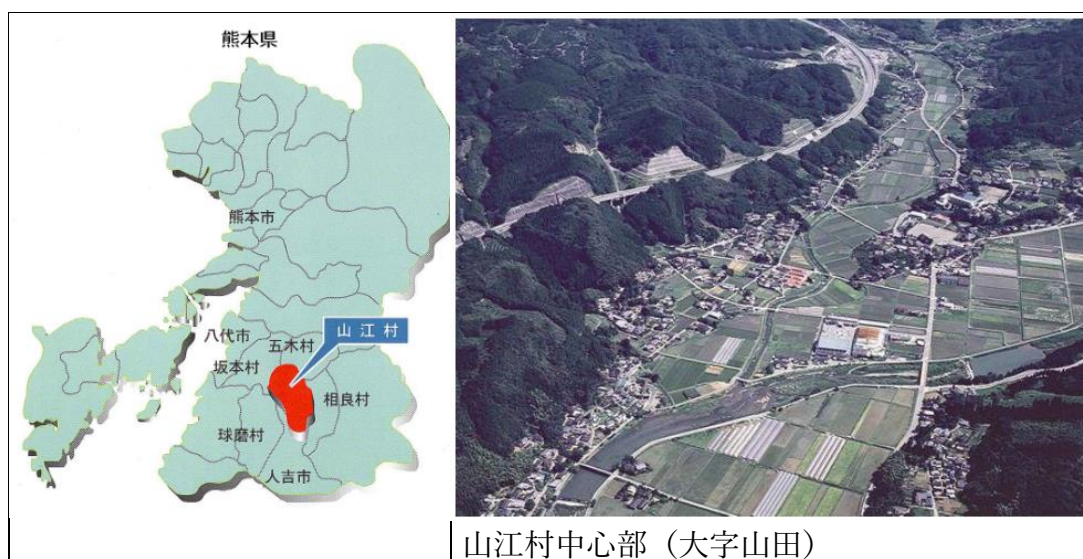 熊本県
熊本市
八代市
五木村
山江村
坂本村
相良村
球磨村
人吉市
山江村中心部（大字山田）